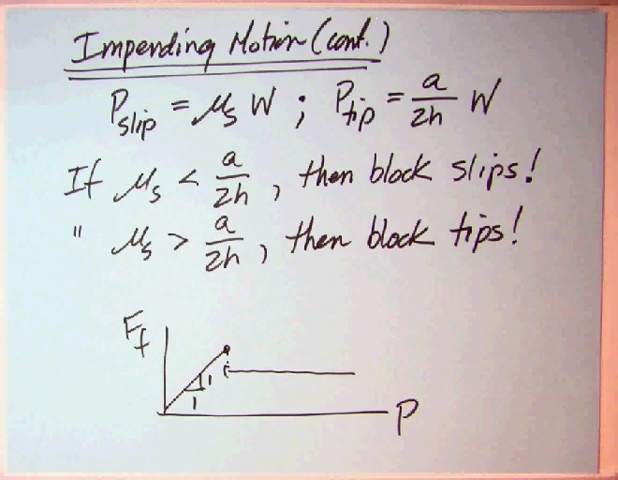 Impending Motion (cont.)
P_slip = μ_s W ; P_tip = a/2h W
If μ_s < a/2h , then block slips!
" μ_s > a/2h , then block tips!
F_f
1
1
P